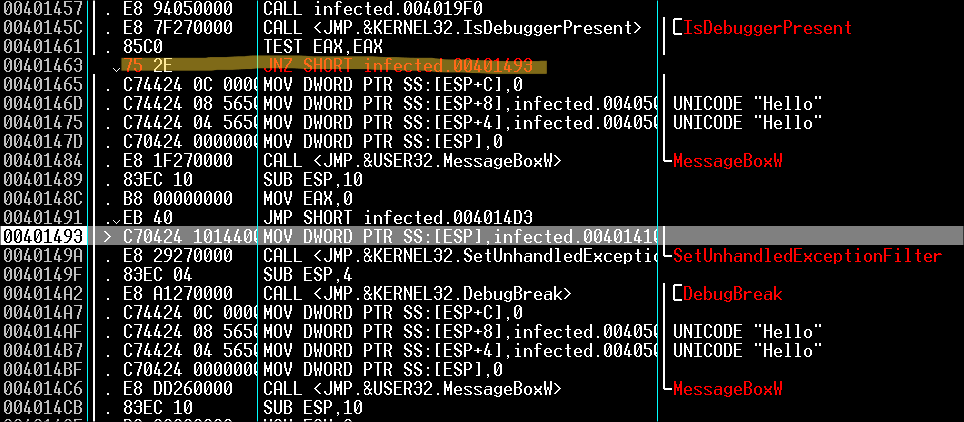 00401457 . E8 94050000 CALL infected.004019F0
0040145C . E8 7F270000 CALL <JMP.&KERNEL32.IsDebuggerPresent> [IsDebuggerPresent
00401461 . 85C0 TEST EAX,EAX
00401463 .v 75 2E JNZ SHORT infected.00401493
00401465 . C74424 0C 0000 MOV DWORD PTR SS:[ESP+C],0
0040146D . C74424 08 5650 MOV DWORD PTR SS:[ESP+8],infected.004050 UNICODE "Hello"
00401475 . C74424 04 5650 MOV DWORD PTR SS:[ESP+4],infected.004050 UNICODE "Hello"
0040147D . C70424 0000000 MOV DWORD PTR SS:[ESP],0
00401484 . E8 1F270000 CALL <JMP.&USER32.MessageBoxW> MessageBoxW
00401489 . 83EC 10 SUB ESP,10
0040148C . B8 00000000 MOV EAX,0
00401491 .v EB 40 JMP SHORT infected.004014D3
00401493 > C70424 1014400 MOV DWORD PTR SS:[ESP],infected.00401410
0040149A . E8 29270000 CALL <JMP.&KERNEL32.SetUnhandledExceptio SetUnhandledExceptionFilter
0040149F . 83EC 04 SUB ESP,4
004014A2 . E8 A1270000 CALL <JMP.&KERNEL32.DebugBreak> [DebugBreak
004014A7 . C74424 0C 0000 MOV DWORD PTR SS:[ESP+C],0
004014AF . C74424 08 5650 MOV DWORD PTR SS:[ESP+8],infected.004050 UNICODE "Hello"
004014B7 . C74424 04 5650 MOV DWORD PTR SS:[ESP+4],infected.004050 UNICODE "Hello"
004014BF . C70424 0000000 MOV DWORD PTR SS:[ESP],0
004014C6 . E8 DD260000 CALL <JMP.&USER32.MessageBoxW> MessageBoxW
004014CB . 83EC 10 SUB ESP,10